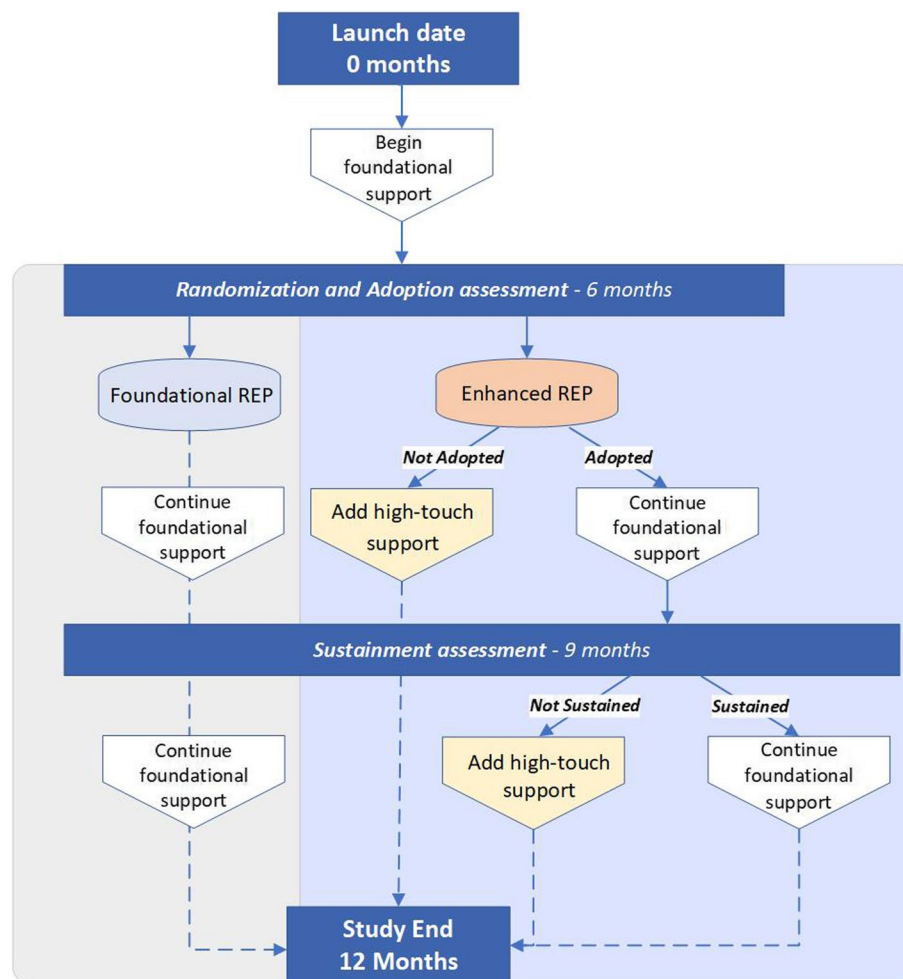 Launch date
0 months
Begin
foundational
support
Randomization and Adoption assessment - 6 months
Foundational REP
Enhanced REP
Not Adopted
Adopted
Continue
foundational
support
Add high-touch
support
Continue
foundational
support
Sustainment assessment - 9 months
Not Sustained
Sustained
Continue
foundational
support
Add high-touch
support
Continue
foundational
support
Study End
12 Months